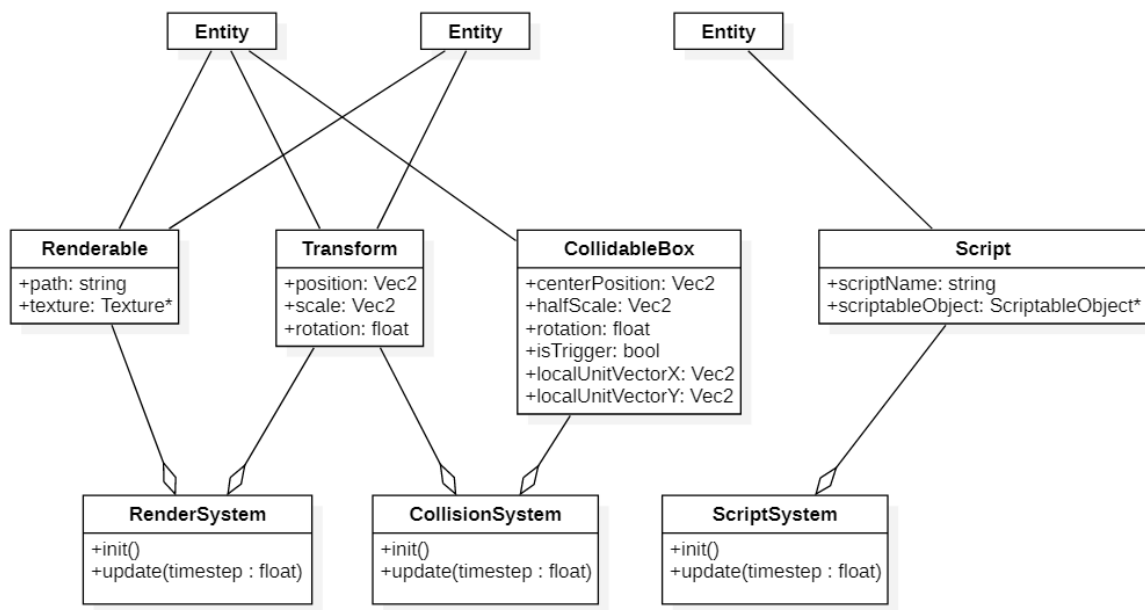 Entity
Entity
Entity
Renderable
+path: string
+texture: Texture*
Transform
+position: Vec2
+scale: Vec2
+rotation: float
CollidableBox
+centerPosition: Vec2
+halfScale: Vec2
+rotation: float
+isTrigger: bool
+localUnitVectorX: Vec2
+localUnitVectorY: Vec2
Script
+scriptName: string
+scriptableObject: ScriptableObject*
RenderSystem
+init()
+update(timestep : float)
CollisionSystem
+init()
+update(timestep : float)
ScriptSystem
+init()
+update(timestep : float)